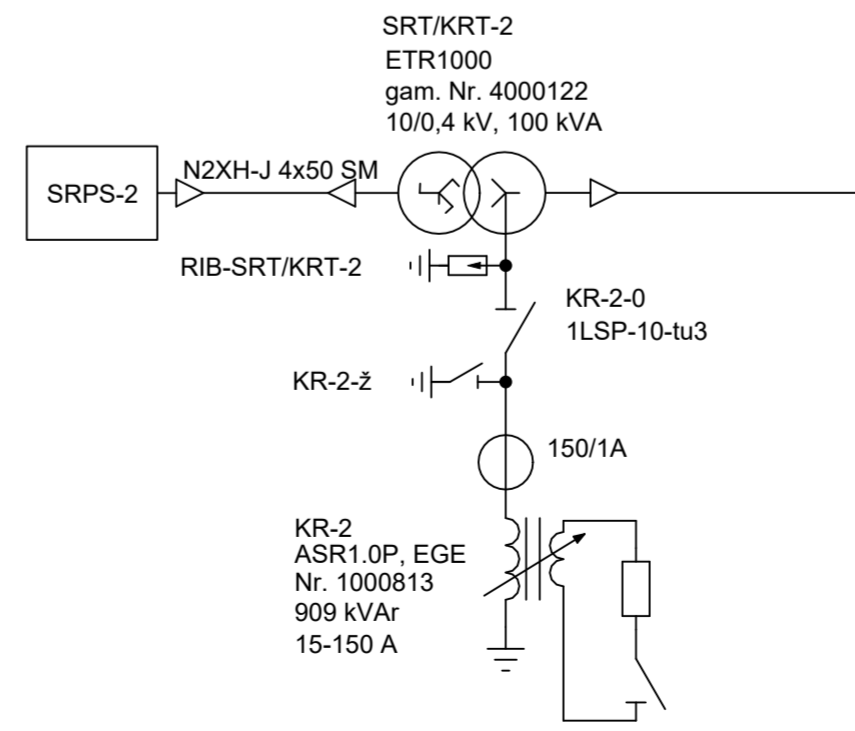 SRT/KRT-2
ETR1000
gam. Nr. 4000122
10/0,4 kV, 100 kVA
SRPS-2
N2XH-J 4x50 SM
RIB-SRT/KRT-2
KR-2-0
1LSP-10-tu3
KR-2-ž
150/1A
KR-2
ASR1.0P, EGE
Nr. 1000813
909 kVAr
15-150 A